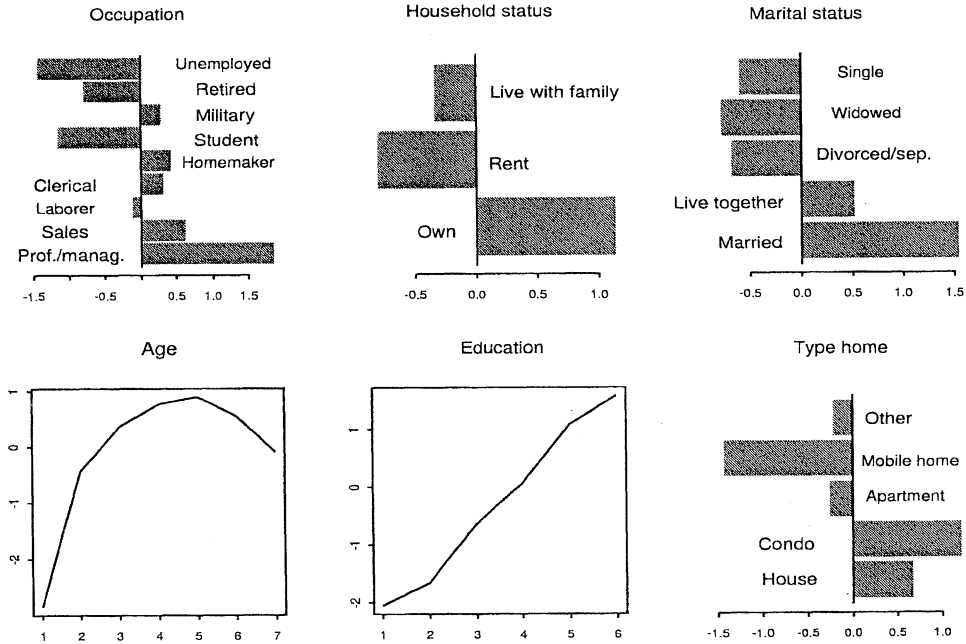 Occupation
Unemployed
Retired
Military
Student
Homemaker
Clerical
Laborer
Sales
Prof./manag.
-1.5 -0.5 0.5 1.0 1.5
Household status
Live with family
Rent
Own
-0.5 0.0 0.5 1.0
Marital status
Single
Widowed
Divorced/sep.
Live together
Married
-0.5 0.0 0.5 1.0 1.5
Age
1
0
-1
-2
1 2 3 4 5 6 7
Education
1
0
-1
-2
1 2 3 4 5 6
Type home
Other
Mobile home
Apartment
Condo
House
-1.5 -1.0 -0.5 0.0 0.5 1.0